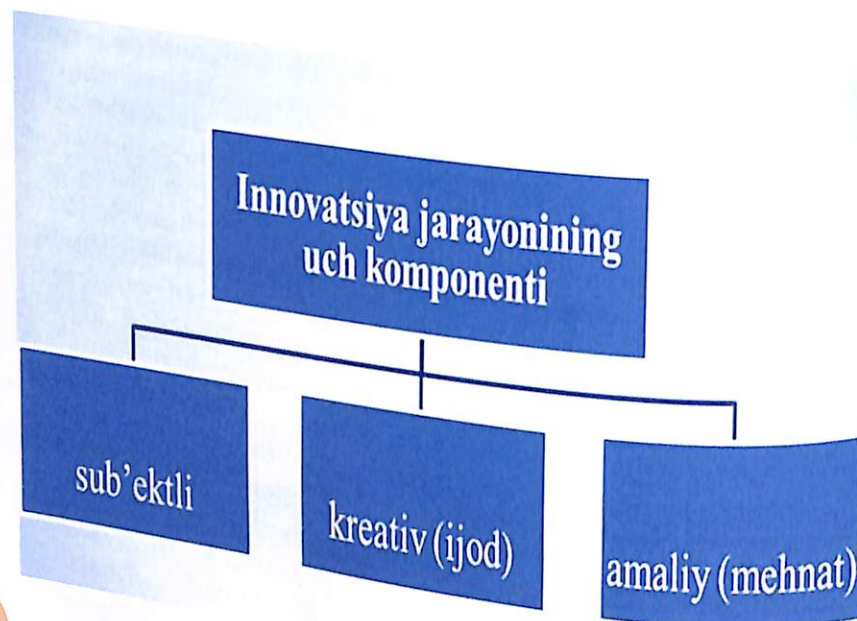 Innovatsiya jarayonining
uch komponenti
sub’ektli
kreativ (ijod)
amaliy (mehnat)